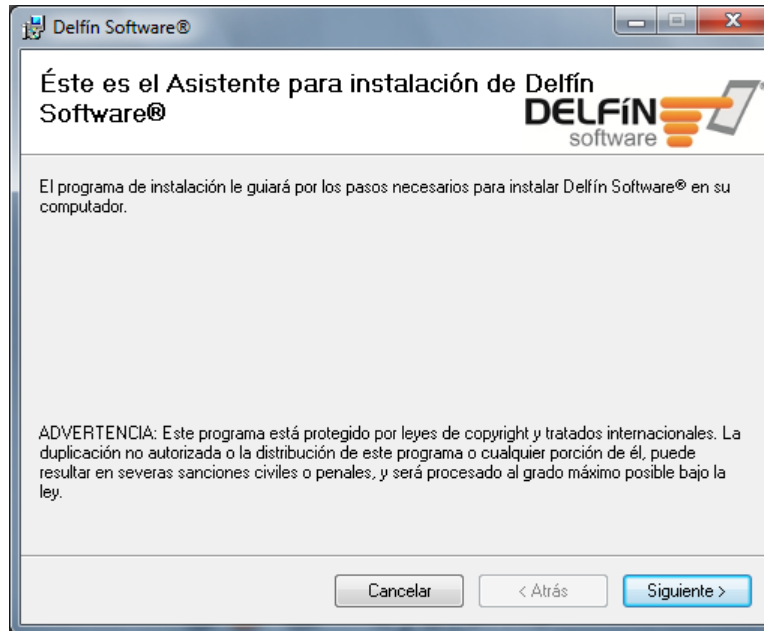 Delfín Software®
Éste es el Asistente para instalación de Delfín
Software®
DELFíN
software
El programa de instalación le guiará por los pasos necesarios para instalar Delfín Software® en su
computador.
ADVERTENCIA: Este programa está protegido por leyes de copyright y tratados internacionales. La
duplicación no autorizada o la distribución de este programa o cualquier porción de él, puede
resultar en severas sanciones civiles o penales, y será procesado al grado máximo posible bajo la
ley.
Cancelar
< Atrás
Siguiente >